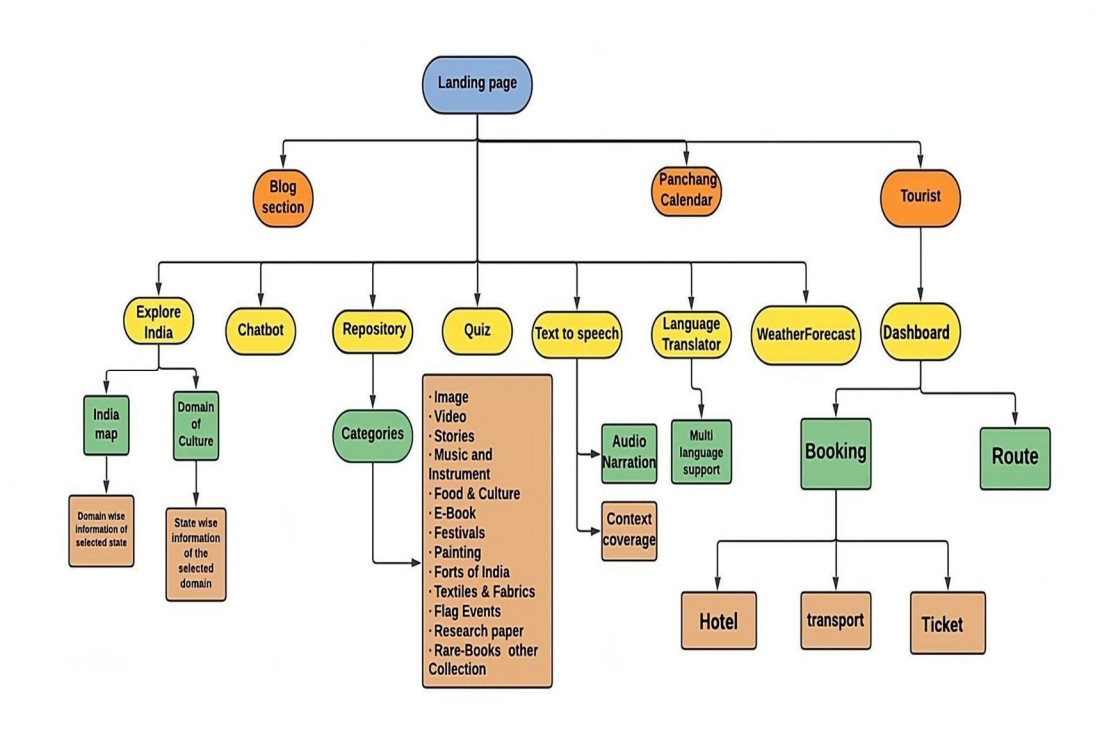 Landing page
Blog
section
Panchang
Calendar
Tourist
Explore
India
Chatbot
Repository
Quiz
Text to speech
Language
Translator
WeatherForecast
Dashboard
India
map
Domain
of
Culture
Categories
· Image
· Video
· Stories
· Music and
Instrument
· Food & Culture
· E-Book
· Festivals
· Painting
· Forts of India
· Textiles & Fabrics
· Flag Events
· Research paper
· Rare-Books other
Collection
Audio
Narration
Multi
language
support
Booking
Route
Domain wise
information of
selected state
State wise
information
of the
selected
domain
Context
coverage
Hotel
transport
Ticket